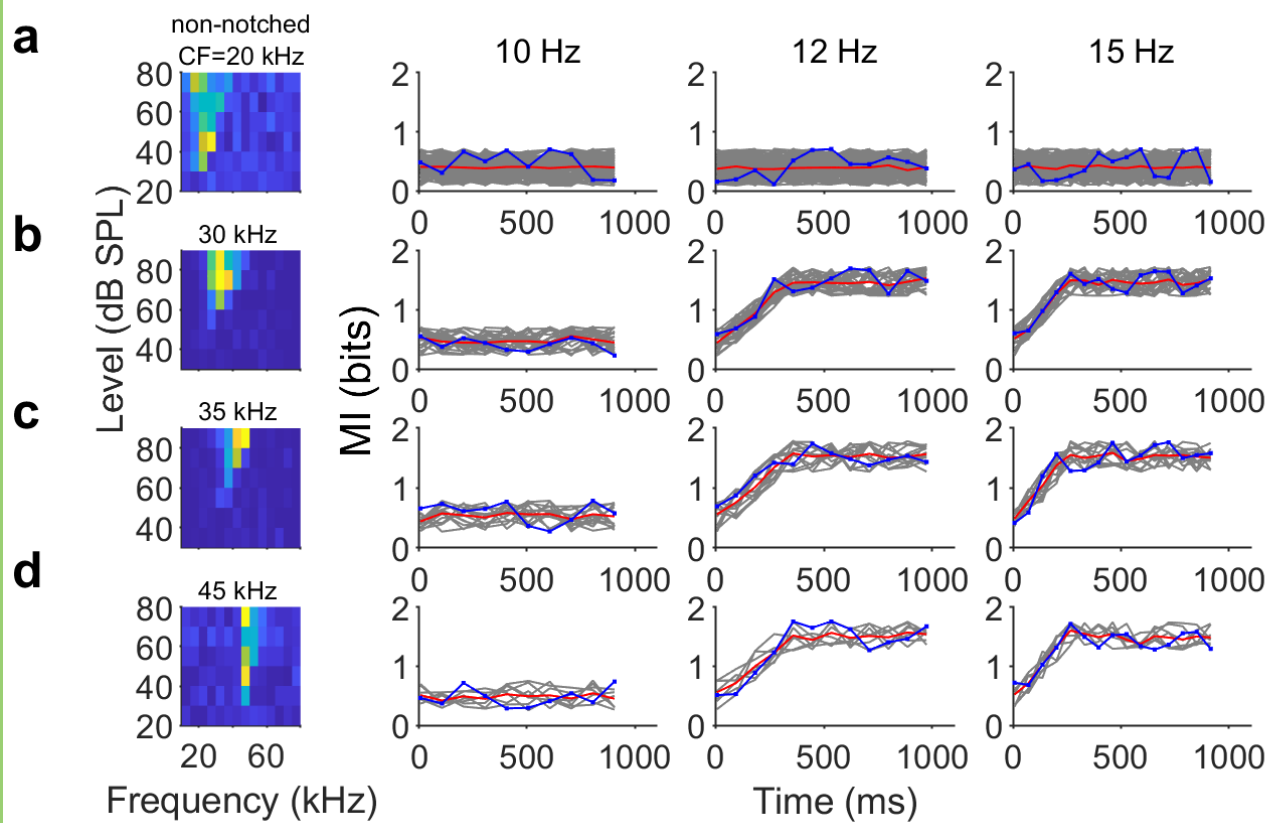 a
non-notched
CF=20 kHz
10 Hz
12 Hz
15 Hz
80
60
40
20
2
1
0
0 500 1000
2
1
0
0 500 1000
2
1
0
0 500 1000
b
30 kHz
80
60
40
2
1
0
0 500 1000
2
1
0
0 500 1000
2
1
0
0 500 1000
c
35 kHz
80
60
40
2
1
0
0 500 1000
2
1
0
0 500 1000
2
1
0
0 500 1000
d
45 kHz
80
60
40
20
20 60
2
1
0
0 500 1000
2
1
0
0 500 1000
2
1
0
0 500 1000
Level (dB SPL)
MI (bits)
Frequency (kHz)
Time (ms)